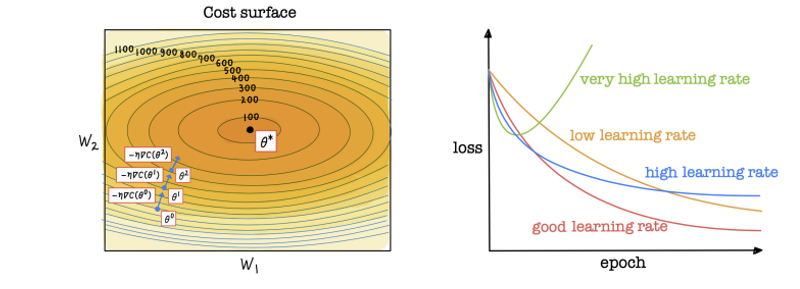 Cost surface
1100 1000 900 800 700 600 500 400 300 200 100
θ*
W₂
-η∇C(θ²)
θ²
-η∇C(θ¹)
θ¹
-η∇C(θ⁰)
θ⁰
W₁
very high learning rate
low learning rate
loss
high learning rate
good learning rate
epoch